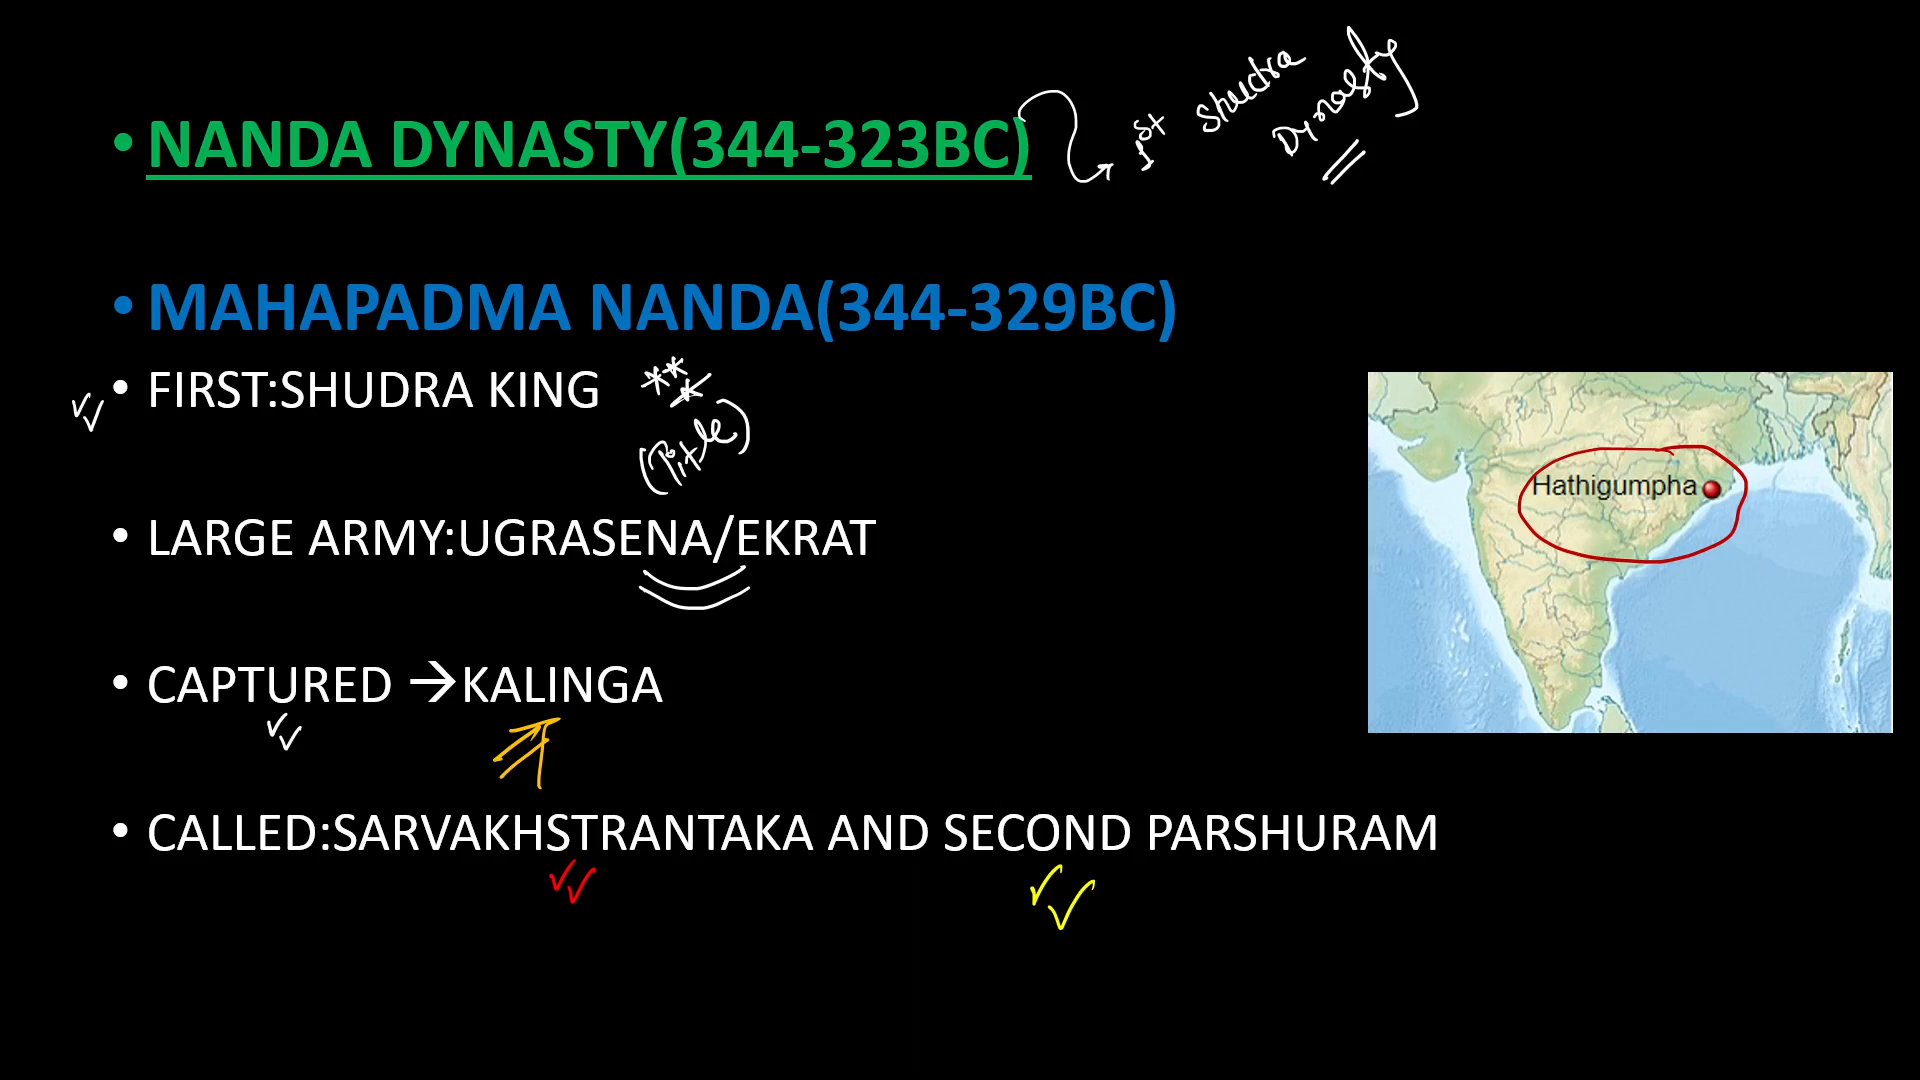 • NANDA DYNASTY(344-323BC)
1st Shudra Dynasty
• MAHAPADMA NANDA(344-329BC)
• FIRST:SHUDRA KING
(Title)
• LARGE ARMY:UGRASENA/EKRAT
• CAPTURED →KALINGA
• CALLED:SARVAKHSTRANTAKA AND SECOND PARSHURAM
Hathigumpha